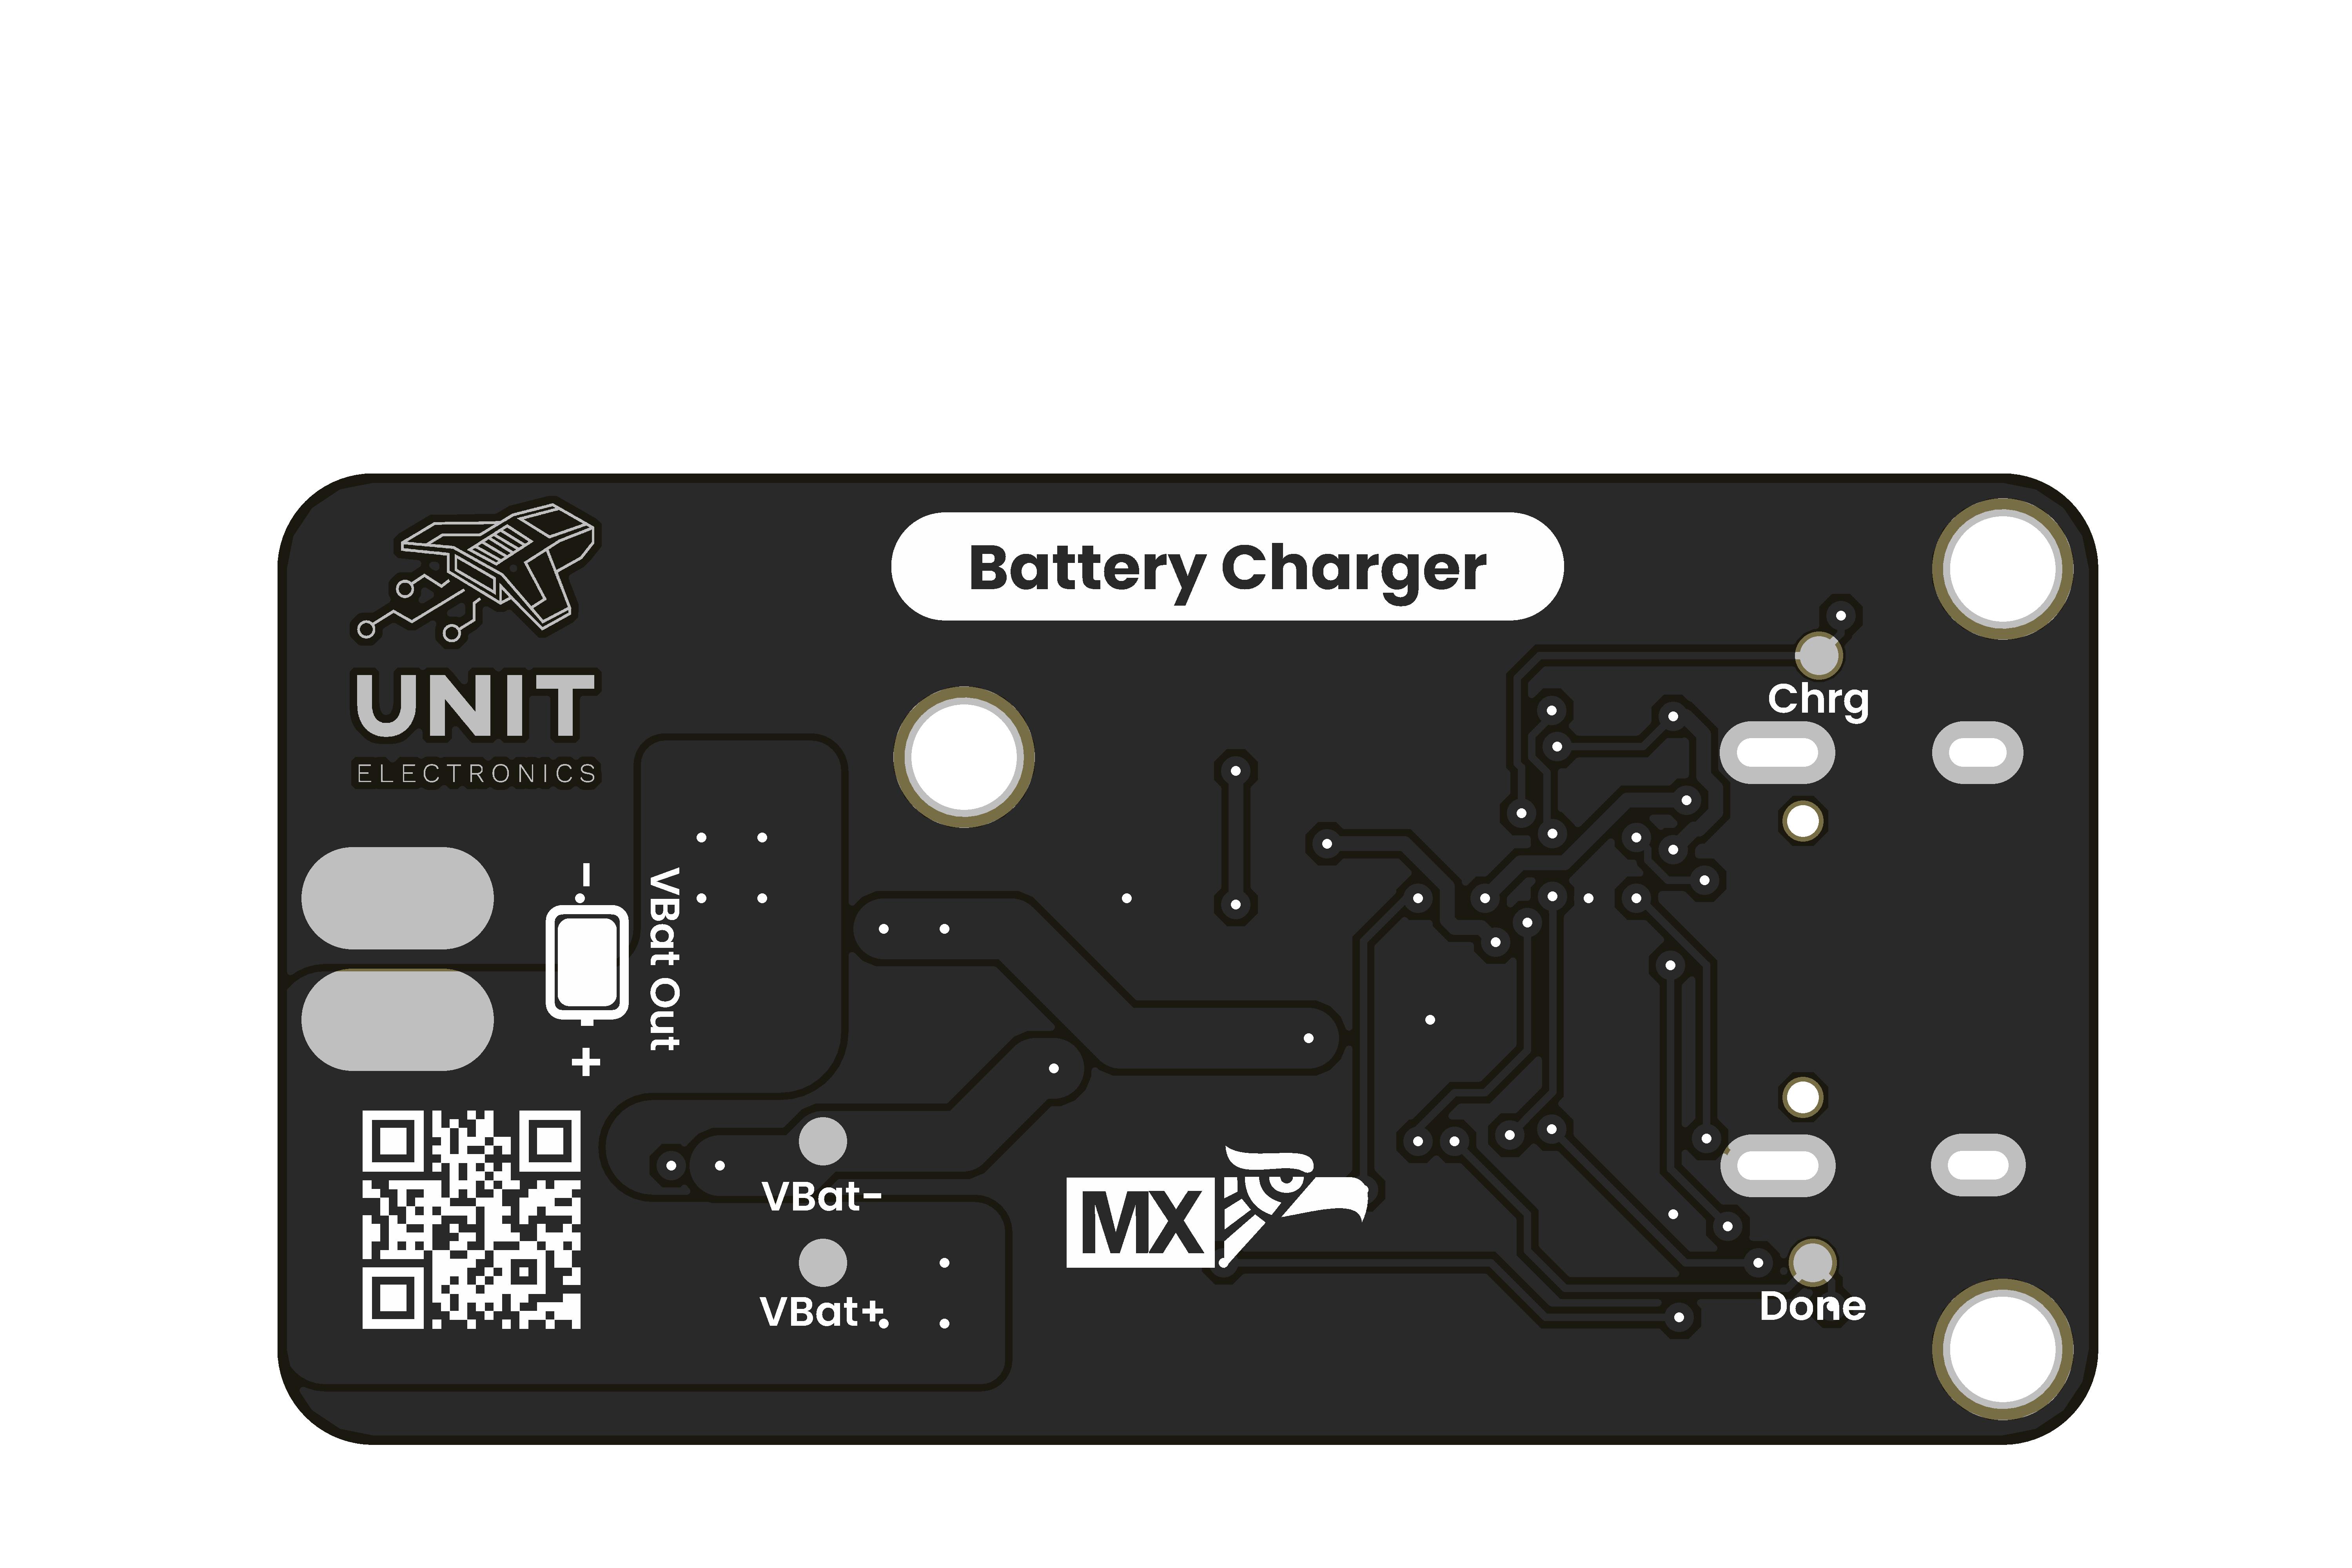 Battery Charger
UNIT
ELECTRONICS
Chrg
-
VBat Out
+
VBat-
VBat+
MX
Done